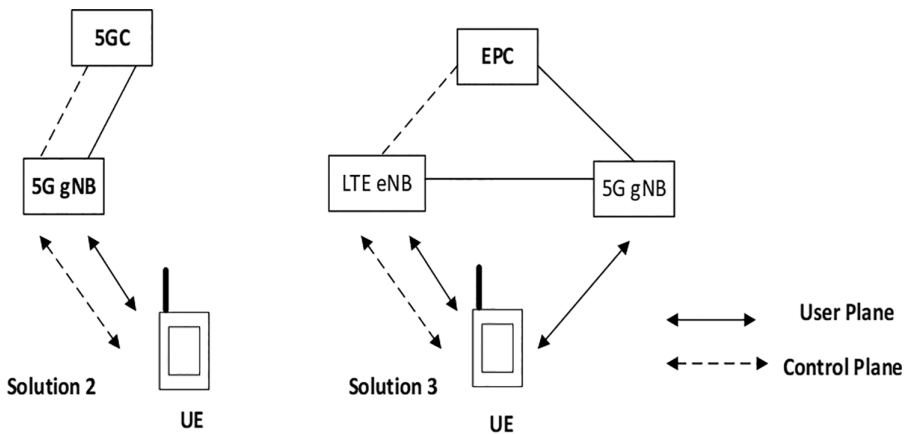 5GC
5G gNB
Solution 2
UE
EPC
LTE eNB
5G gNB
Solution 3
UE
User Plane
Control Plane